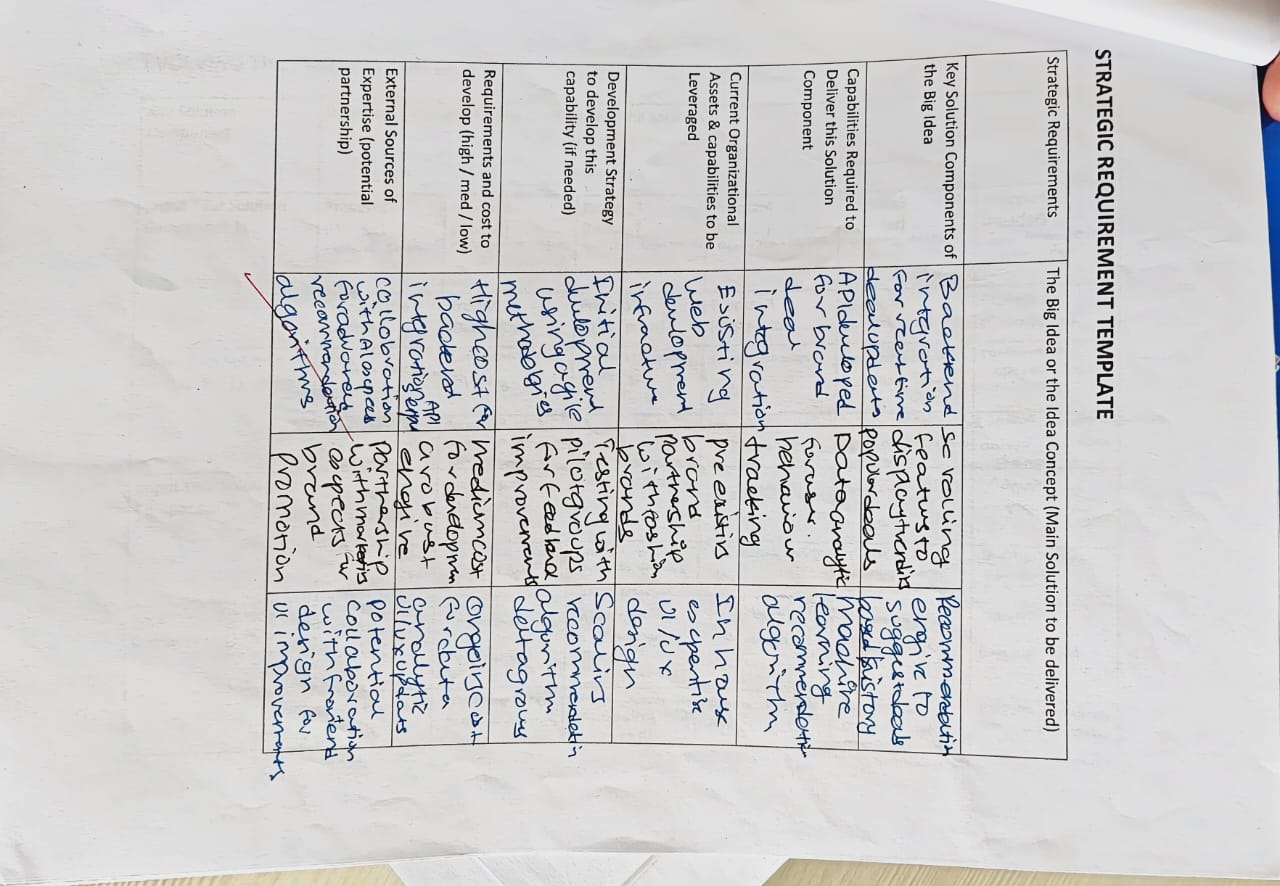 STRATEGIC REQUIREMENT TEMPLATE
Strategic Requirements
The Big Idea or the Idea Concept (Main Solution to be delivered)
Key Solution Components of
the Big Idea
Backend
integration
for real time
deal updates
Scrolling
features to
display trending
popular deals
Recommendation
engine to
suggest deals
based history
Capabilities Required to
Deliver this Solution
Component
API developed
for brand
deal
integration
Data analytic
for user
behaviour
tracking
Machine
learning
recommendation
algorithm
Current Organizational
Assets & capabilities to be
Leveraged
Existing
web
development
pre existing
brand
partnership
with fashion
brands
In house
expertise
UI/UX
design
Development Strategy
to develop this
capability (if needed)
Initial
development
using agile
methodologies
Testing with
pilot groups
for feedback
improvements
Scaling
recommendation
algorithm
data grows
Requirements and cost to
develop (high / med / low)
High cost for
backend
integration API
setup
medium cost
for development
a robust
engine
ongoing cost
for data
analytic
UI/UX updates
External Sources of
Expertise (potential
partnership)
collobration
with AI
for advanced
recommendation
algorithms
partnership
with marketing
for
brand
promotion
potential
collaboration
with frontend
design for
UI improvements